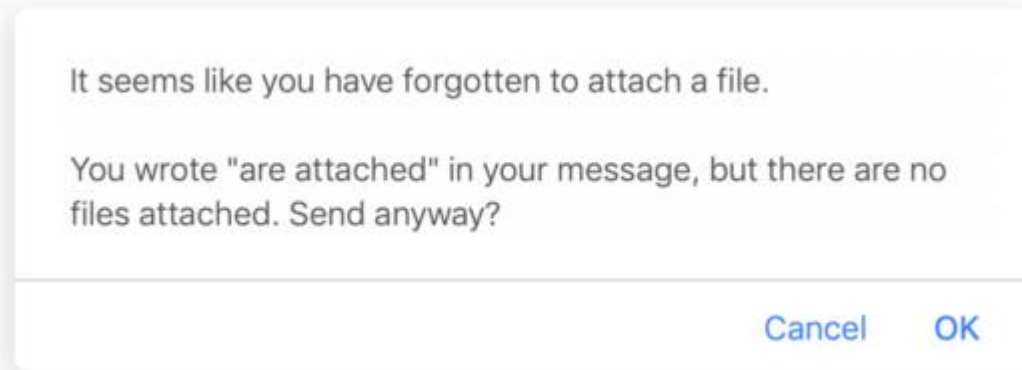 It seems like you have forgotten to attach a file.
You wrote "are attached" in your message, but there are no
files attached. Send anyway?
Cancel OK